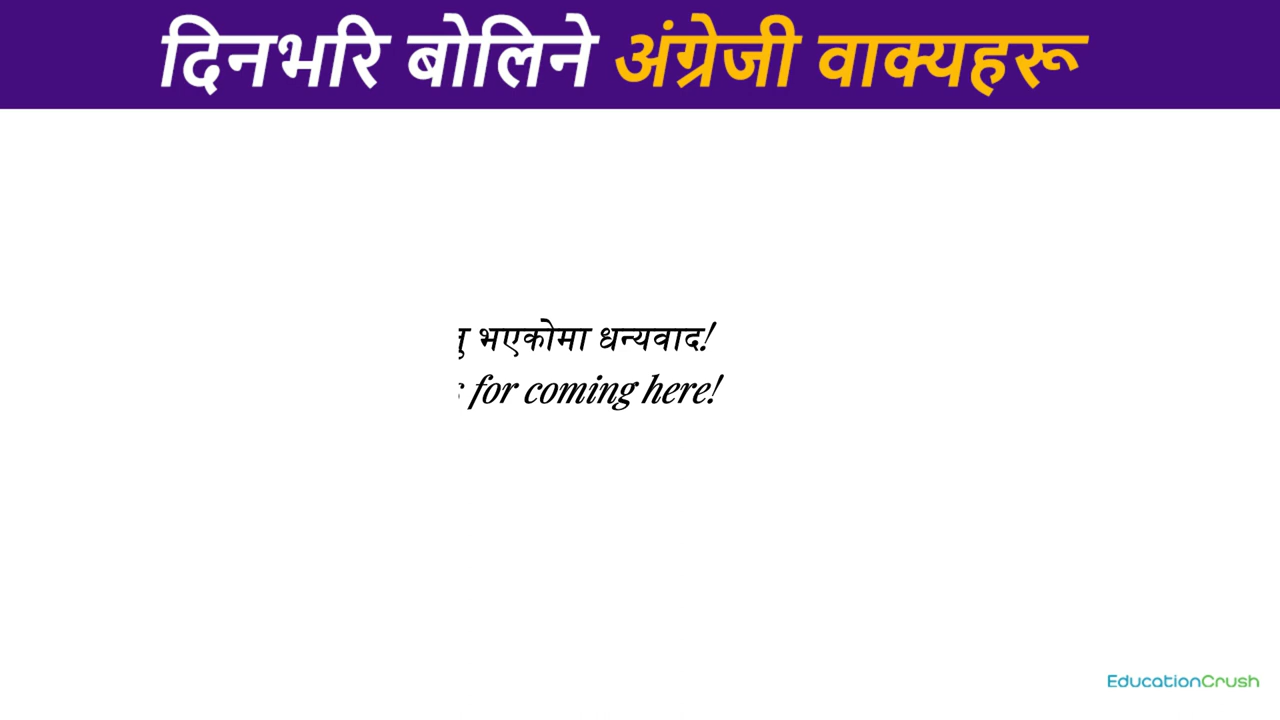 दिनभरि बोलिने अंग्रेजी वाक्यहरू
भएकोमा धन्यवाद!
for coming here!
EducationCrush